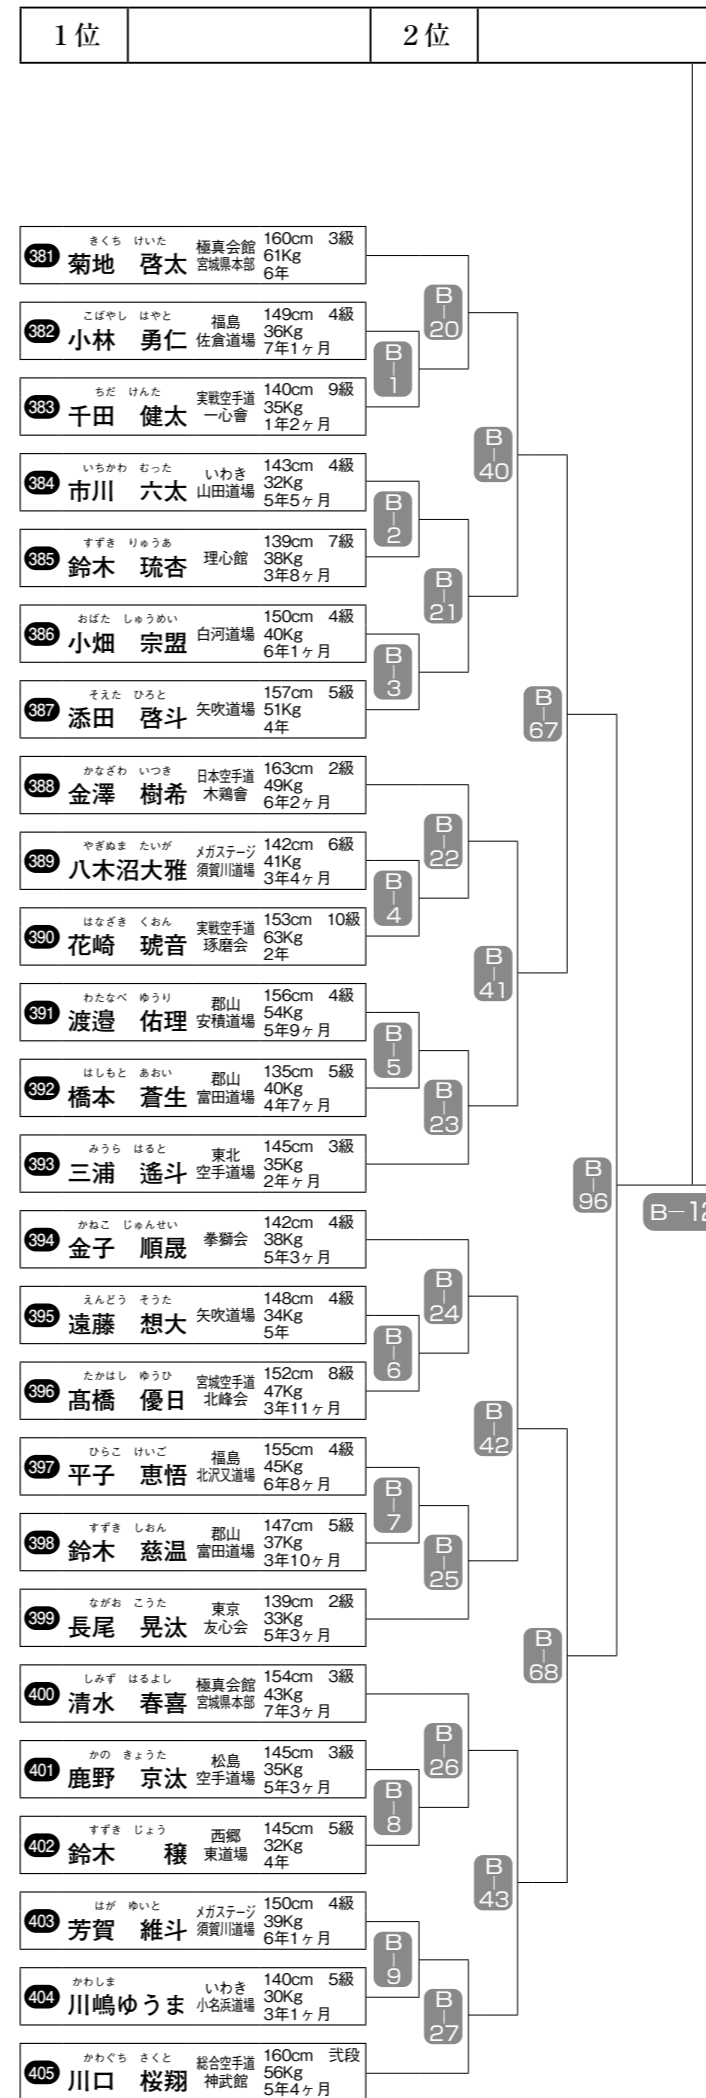 1位
2位
381
きくち けいた
菊地 啓太
極真会館
宮城県本部
160cm 3級
61Kg
6年
382
こばやし はやと
小林 勇仁
福島
佐倉道場
149cm 4級
36Kg
7年1ヶ月
383
ちだ けんた
千田 健太
実戦空手道
一心會
140cm 9級
35Kg
1年2ヶ月
384
いちかわ むった
市川 六太
いわき
山田道場
143cm 4級
32Kg
5年5ヶ月
385
すずき りゅうあ
鈴木 琉杏
理心館
139cm 7級
38Kg
3年8ヶ月
386
おばた しゅうめい
小畑 宗盟
白河道場
150cm 4級
40Kg
6年1ヶ月
387
そえた ひろと
添田 啓斗
矢吹道場
157cm 5級
51Kg
4年
388
かなざわ いつき
金澤 樹希
日本空手道
木鶏會
163cm 2級
49Kg
6年2ヶ月
389
やぎぬま たいが
八木沼大雅
メガステージ
須賀川道場
142cm 6級
41Kg
3年4ヶ月
390
はなざき くおん
花崎 琥音
実戦空手道
琢磨会
153cm 10級
63Kg
2年
391
わたなべ ゆうり
渡邉 佑理
郡山
安積道場
156cm 4級
54Kg
5年9ヶ月
392
はしもと あおい
橋本 蒼生
郡山
富田道場
135cm 5級
40Kg
4年7ヶ月
393
みうら はると
三浦 遙斗
東北
空手道場
145cm 3級
35Kg
2年ヶ月
394
かねこ じゅんせい
金子 順晟
拳獅会
142cm 4級
38Kg
5年3ヶ月
395
えんどう そうた
遠藤 想大
矢吹道場
148cm 4級
34Kg
5年
396
たかはし ゆうひ
髙橋 優日
宮城空手道
北峰会
152cm 8級
47Kg
3年11ヶ月
397
ひらこ けいご
平子 恵悟
福島
北沢又道場
155cm 4級
45Kg
6年8ヶ月
398
すずき しおん
鈴木 慈温
郡山
富田道場
147cm 5級
37Kg
3年10ヶ月
399
ながお こうた
長尾 晃汰
東京
友心会
139cm 2級
33Kg
5年3ヶ月
400
しみず はるよし
清水 春喜
極真会館
宮城県本部
154cm 3級
43Kg
7年3ヶ月
401
かの きょうた
鹿野 京汰
松島
空手道場
145cm 3級
35Kg
5年3ヶ月
402
すずき じょう
鈴木 穣
西郷
東道場
145cm 5級
32Kg
4年
403
はが ゆいと
芳賀 維斗
メガステージ
須賀川道場
150cm 4級
39Kg
6年1ヶ月
404
かわしま
川嶋ゆうま
いわき
小名浜道場
140cm 5級
30Kg
3年1ヶ月
405
かわぐち さくと
川口 桜翔
総合空手道
神武館
160cm 弐段
56Kg
5年4ヶ月
B-1
B-2
B-3
B-4
B-5
B-6
B-7
B-8
B-9
B-20
B-21
B-22
B-23
B-24
B-25
B-26
B-27
B-40
B-41
B-42
B-43
B-67
B-68
B-96
B-12